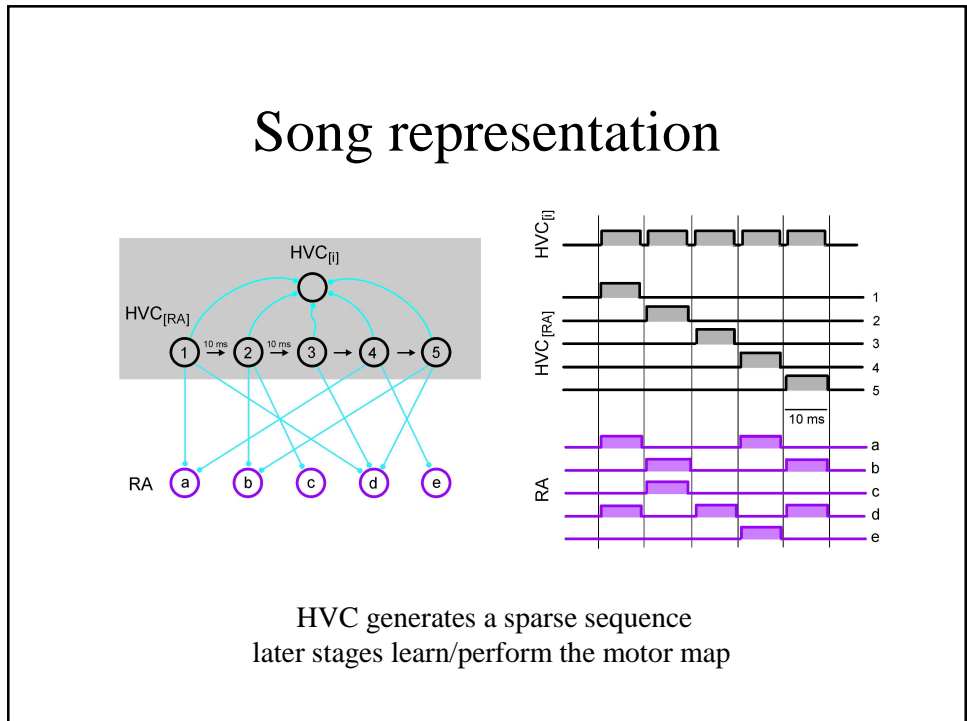 Song representation
HVC[i]
HVC[RA]
10 ms 10 ms
1 2 3 4 5
RA a b c d e
HVC[i]
HVC[RA]
1
2
3
4
5
10 ms
RA
a
b
c
d
e
HVC generates a sparse sequence
later stages learn/perform the motor map